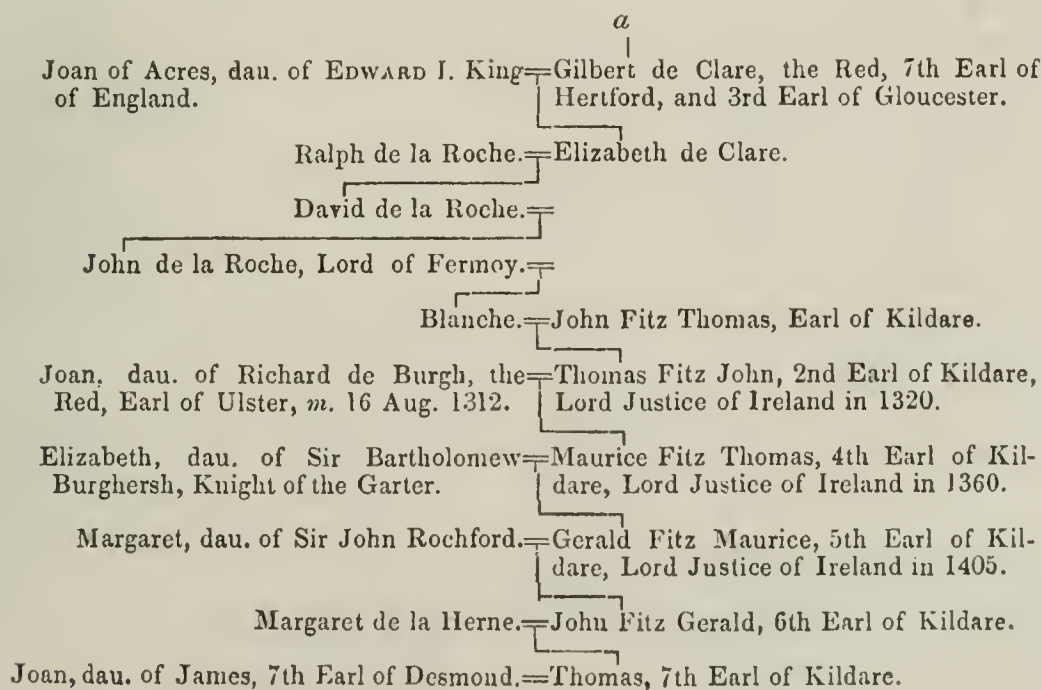 a
Joan of Acres, dau. of EDWARD I. King=Gilbert de Clare, the Red, 7th Earl of
of England. Hertford, and 3rd Earl of Gloucester.
Ralph de la Roche.=Elizabeth de Clare.
David de la Roche.=
John de la Roche, Lord of Fermoy.=
Blanche.=John Fitz Thomas, Earl of Kildare.
Joan, dau. of Richard de Burgh, the=Thomas Fitz John, 2nd Earl of Kildare,
Red, Earl of Ulster, m. 16 Aug. 1312. Lord Justice of Ireland in 1320.
Elizabeth, dau. of Sir Bartholomew=Maurice Fitz Thomas, 4th Earl of Kil-
Burghersh, Knight of the Garter. dare, Lord Justice of Ireland in 1360.
Margaret, dau. of Sir John Rochford.=Gerald Fitz Maurice, 5th Earl of Kil-
dare, Lord Justice of Ireland in 1405.
Margaret de la Herne.=John Fitz Gerald, 6th Earl of Kildare.
Joan, dau. of James, 7th Earl of Desmond.=Thomas, 7th Earl of Kildare.